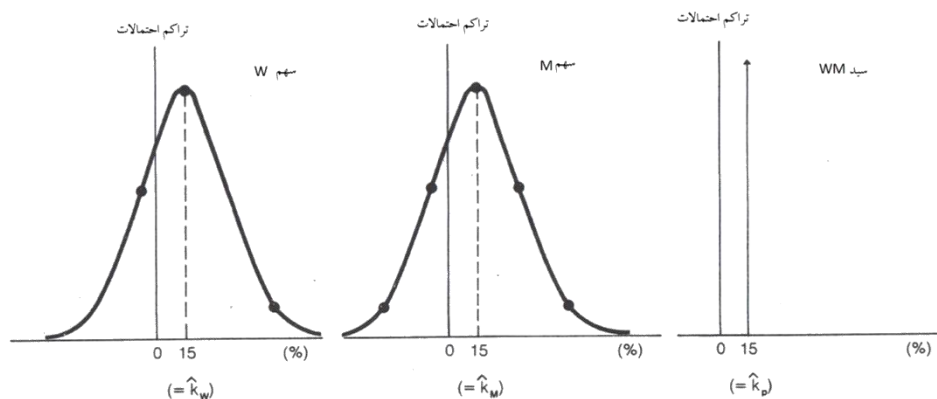 تراکم احتمالات
سهم W
0 15 (%)
(= k̂W)
تراکم احتمالات
سهم M
0 15 (%)
(= k̂M)
تراکم احتمالات
سبد WM
0 15 (%)
(= k̂p)